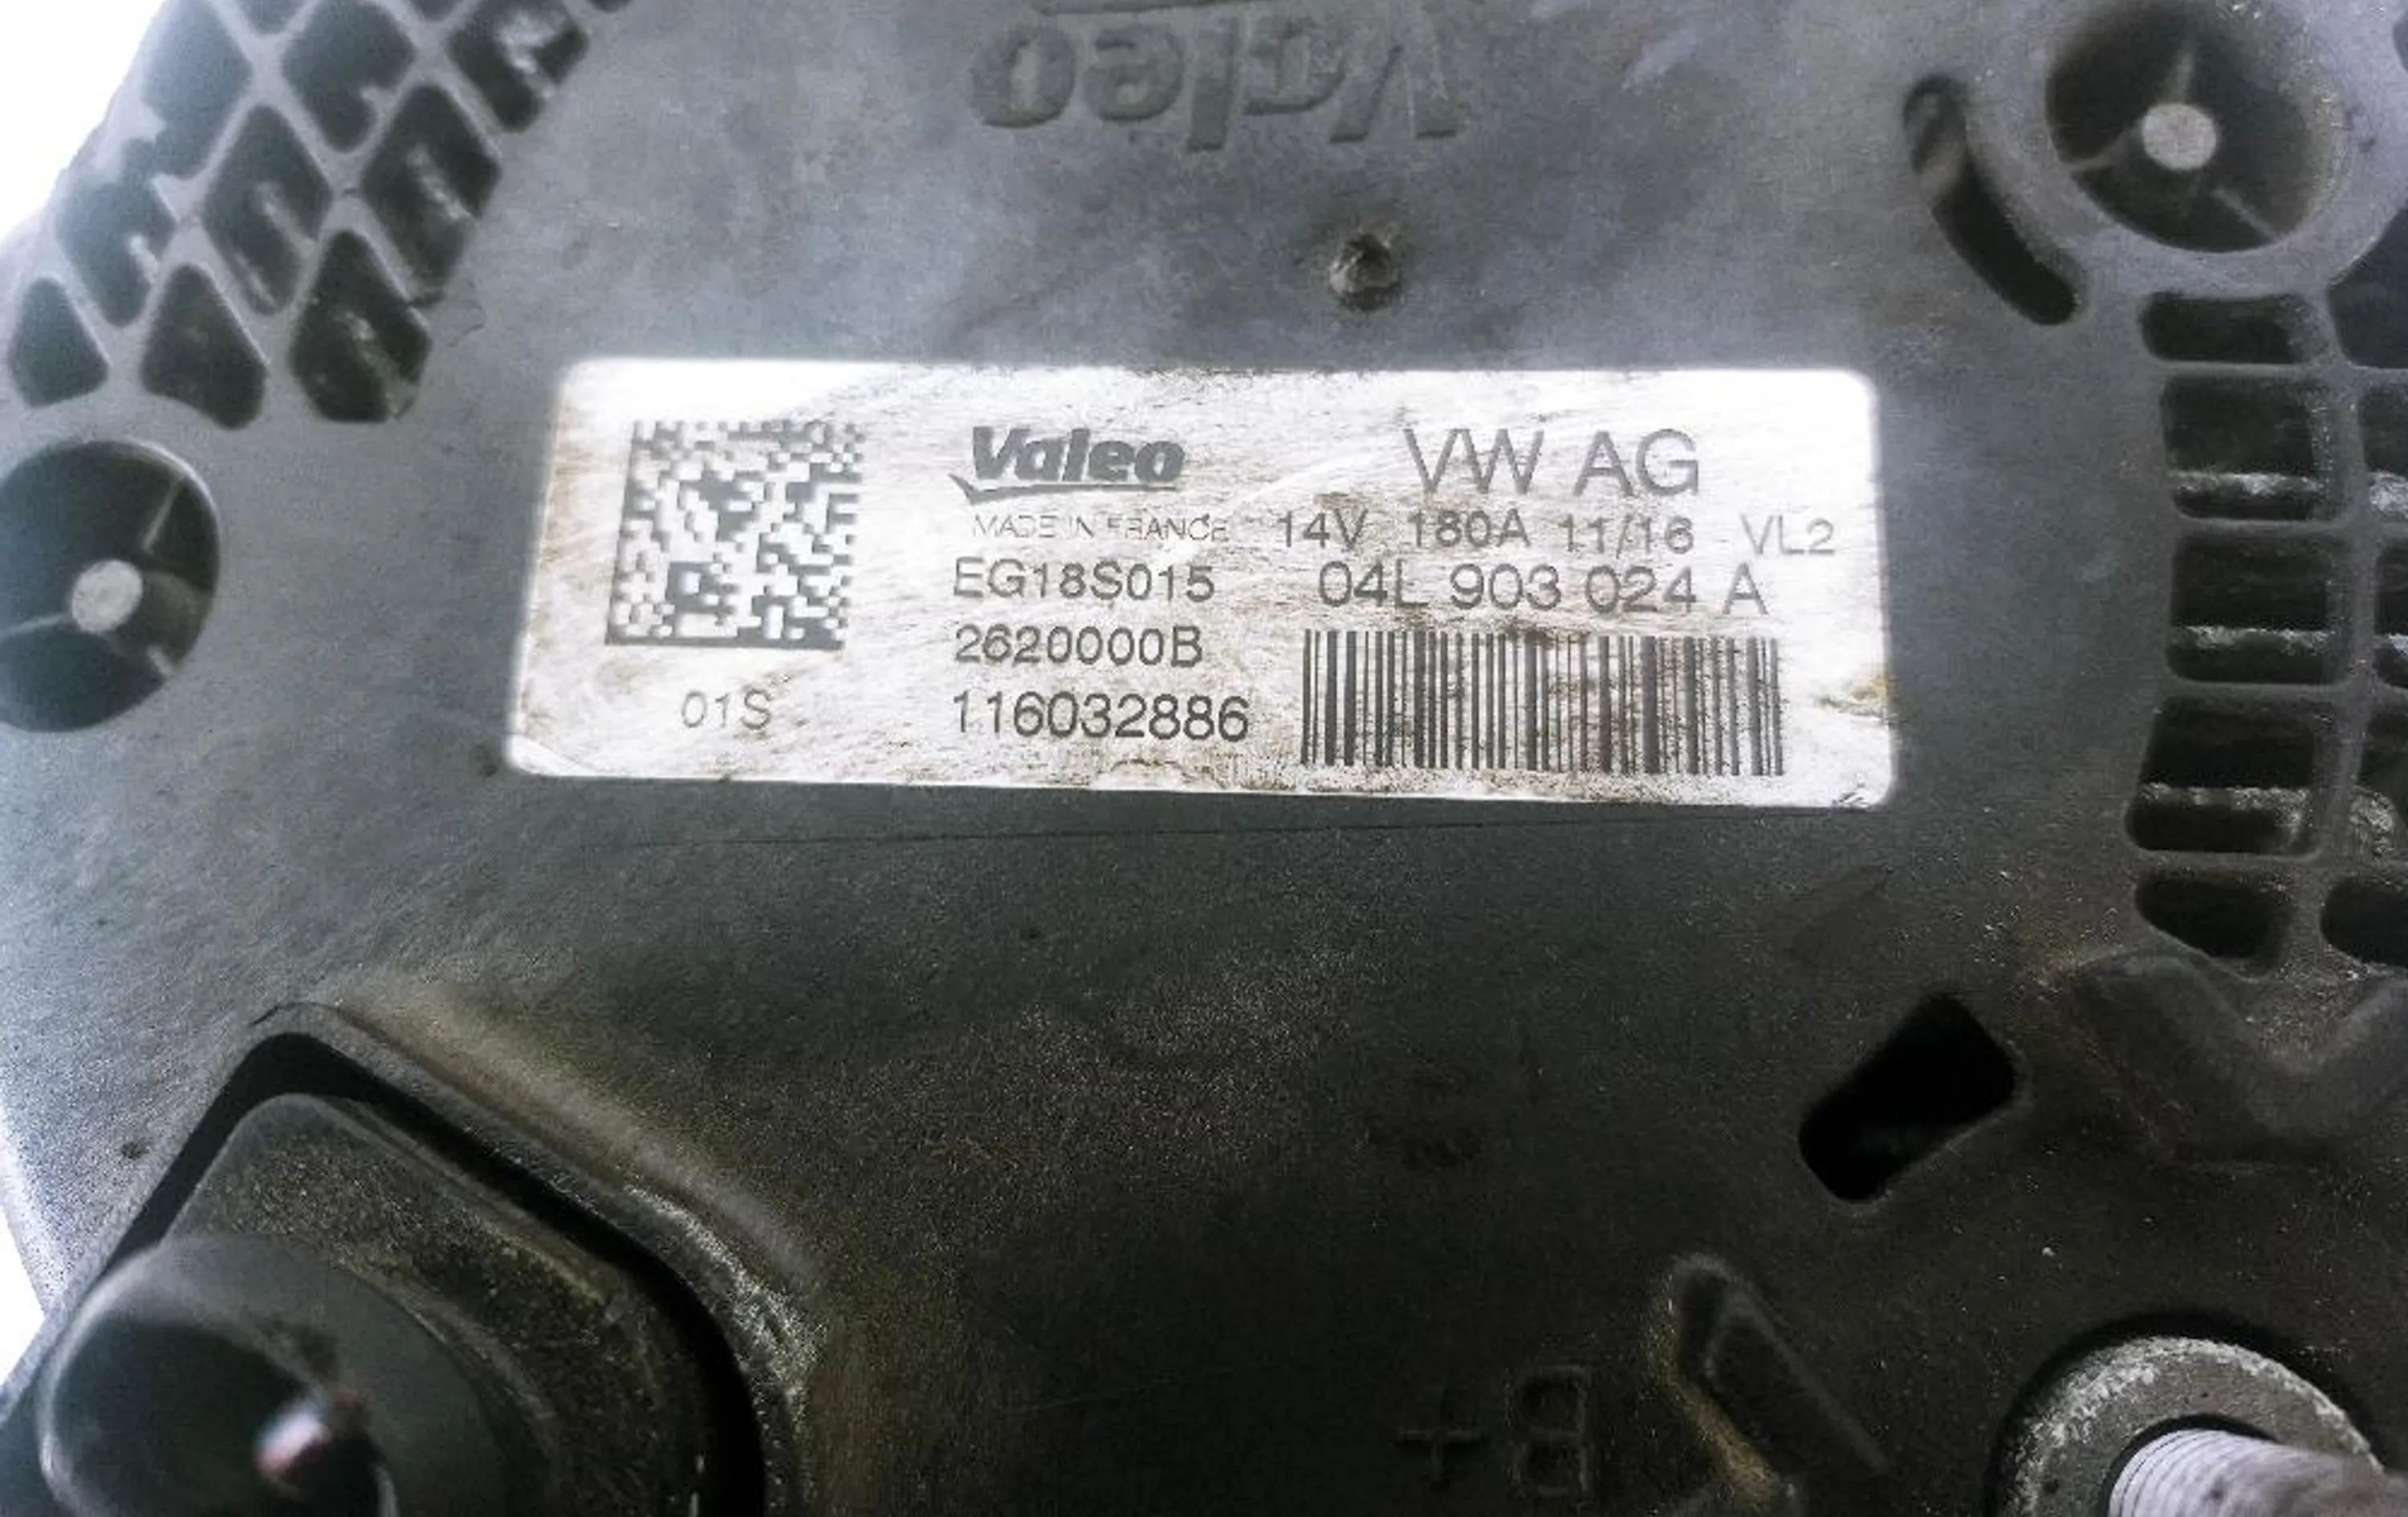 Valeo
Valeo
VW AG
MADE IN FRANCE
14V 180A 11/16 VL2
EG18S015
04L 903 024 A
2620000B
01S
116032886
B+